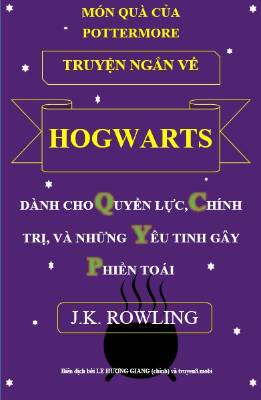 MÓN QUÀ CỦA
POTTERMORE
TRUYỆN NGẮN VỀ
HOGWARTS
DÀNH CHO QUYỀN LỰC, CHÍNH
TRỊ, VÀ NHỮNG YÊU TINH GÂY
PHIỀN TOÁI
J.K. ROWLING
Biên dịch bởi LE HƯƠNG GIANG (chính) và truyen8.mobi